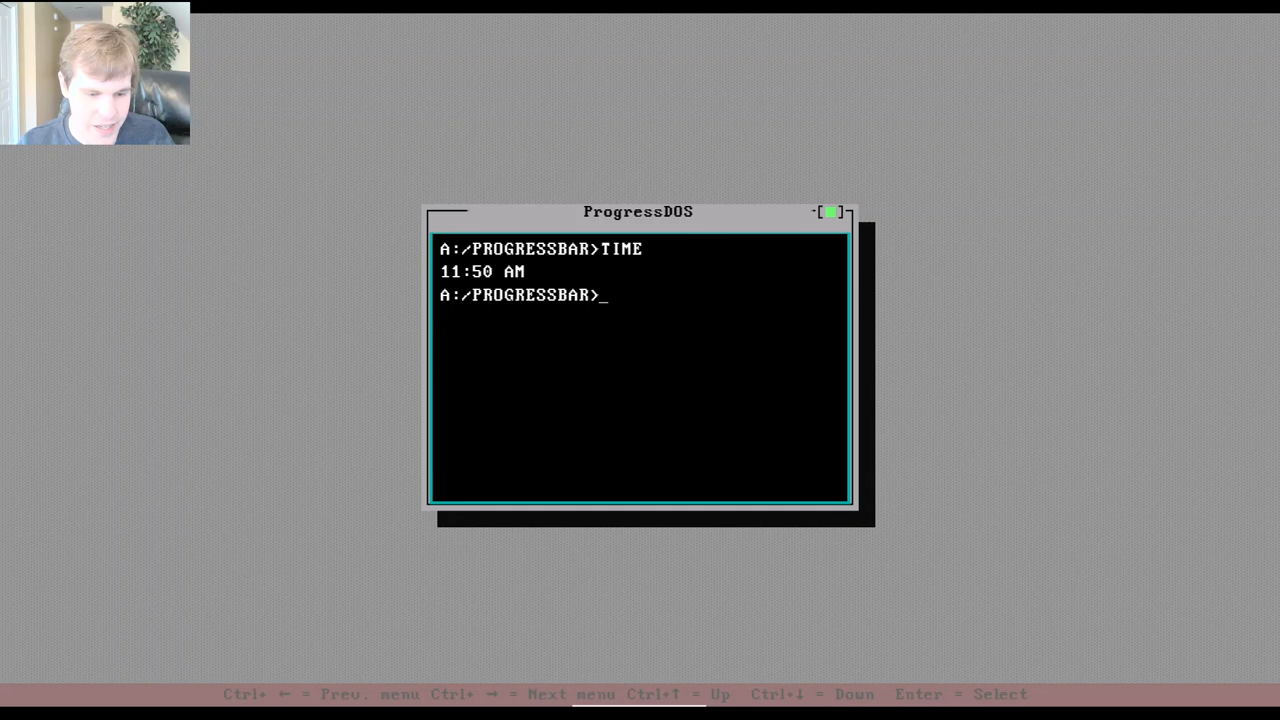 ProgressDOS
A:/PROGRESSBAR>TIME
11:50 AM
A:/PROGRESSBAR>_
Ctrl+ ← = Prev. menu Ctrl+ → = Next menu Ctrl+↑ = Up Ctrl+↓ = Down Enter = Select